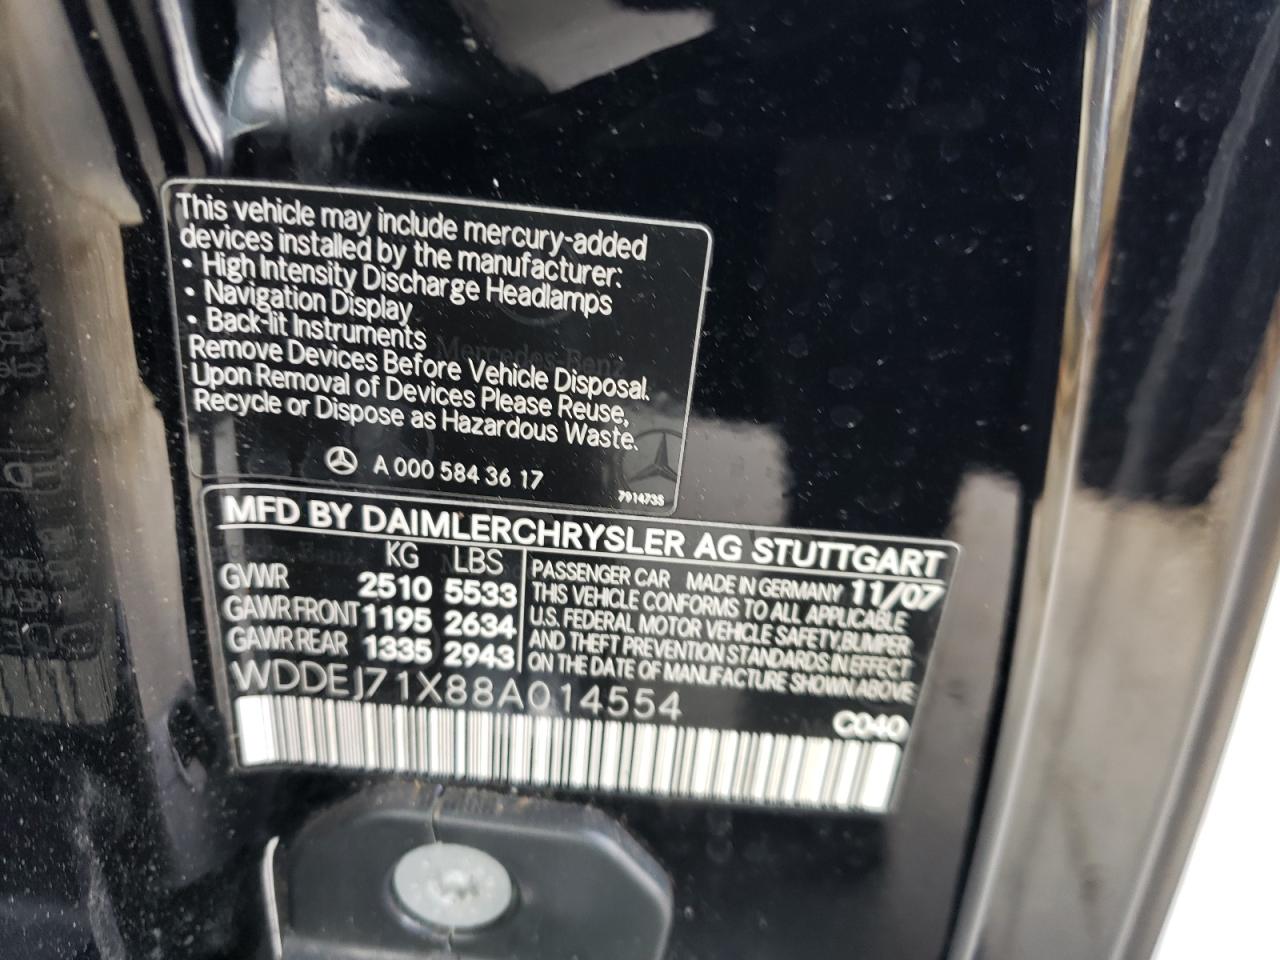 This vehicle may include mercury-added
devices installed by the manufacturer:
• High Intensity Discharge Headlamps
• Navigation Display
• Back-lit Instruments
Remove Devices Before Vehicle Disposal.
Upon Removal of Devices Please Reuse,
Recycle or Dispose as Hazardous Waste.
Mercedes-Benz
A 000 584 36 17
7914735
MFD BY DAIMLERCHRYSLER AG STUTTGART
KG LBS
GVWR 2510 5533
GAWR FRONT 1195 2634
GAWR REAR 1335 2943
PASSENGER CAR MADE IN GERMANY 11/07
THIS VEHICLE CONFORMS TO ALL APPLICABLE
U.S. FEDERAL MOTOR VEHICLE SAFETY,BUMPER
AND THEFT PREVENTION STANDARDS IN EFFECT
ON THE DATE OF MANUFACTURE SHOWN ABOVE
WDDEJ71X88A014554
C040